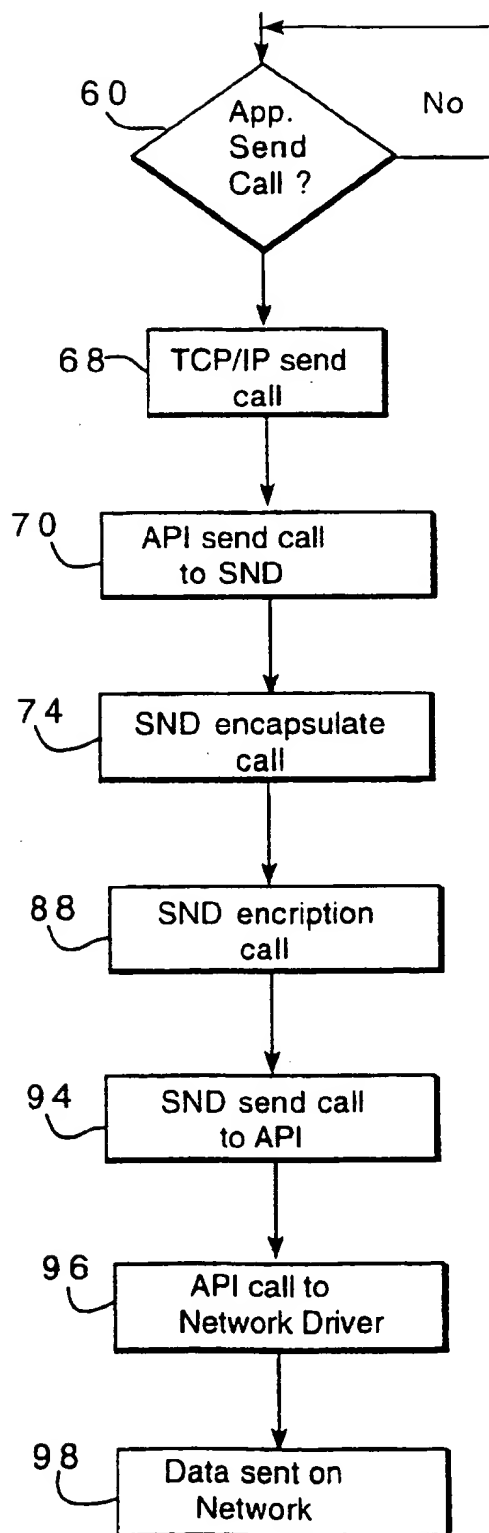 60
App.
Send
Call ?
No
68
TCP/IP send
call
70
API send call
to SND
74
SND encapsulate
call
88
SND encription
call
94
SND send call
to API
96
API call to
Network Driver
98
Data sent on
Network